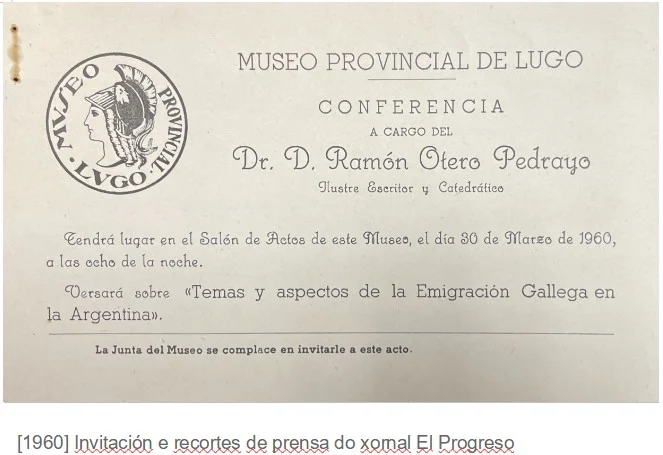 MVSEO PROVINCIAL · LVGO ·
MUSEO PROVINCIAL DE LUGO
CONFERENCIA
A CARGO DEL
Dr. D. Ramón Otero Pedrayo
Ilustre Escritor y Catedrático
Tendrá lugar en el Salón de Actos de este Museo, el día 30 de Marzo de 1960,
a las ocho de la noche.
Versará sobre «Temas y aspectos de la Emigración Gallega en
la Argentina».
La Junta del Museo se complace en invitarle a este acto.
[1960] Invitación e recortes de prensa do xornal El Progreso